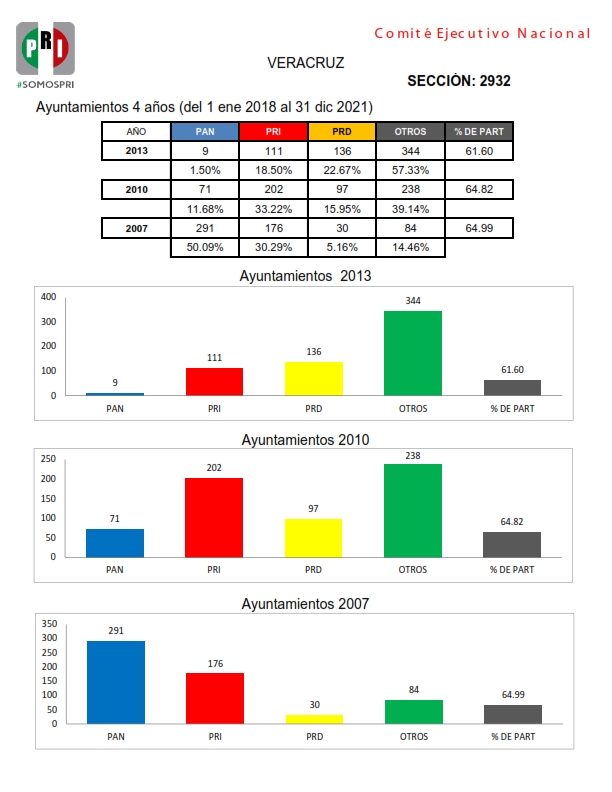 Comité Ejecutivo Nacional
PRI
#SOMOSPRI
VERACRUZ
SECCIÓN: 2932
Ayuntamientos 4 años (del 1 ene 2018 al 31 dic 2021)
AÑO PAN PRI PRD OTROS % DE PART
2013 9 111 136 344 61.60
1.50% 18.50% 22.67% 57.33%
2010 71 202 97 238 64.82
11.68% 33.22% 15.95% 39.14%
2007 291 176 30 84 64.99
50.09% 30.29% 5.16% 14.46%
Ayuntamientos 2013
400
300
200
100
0
9 111 136 344 61.60
PAN PRI PRD OTROS % DE PART
Ayuntamientos 2010
250
200
150
100
50
0
71 202 97 238 64.82
PAN PRI PRD OTROS % DE PART
Ayuntamientos 2007
350
300
250
200
150
100
50
0
291 176 30 84 64.99
PAN PRI PRD OTROS % DE PART